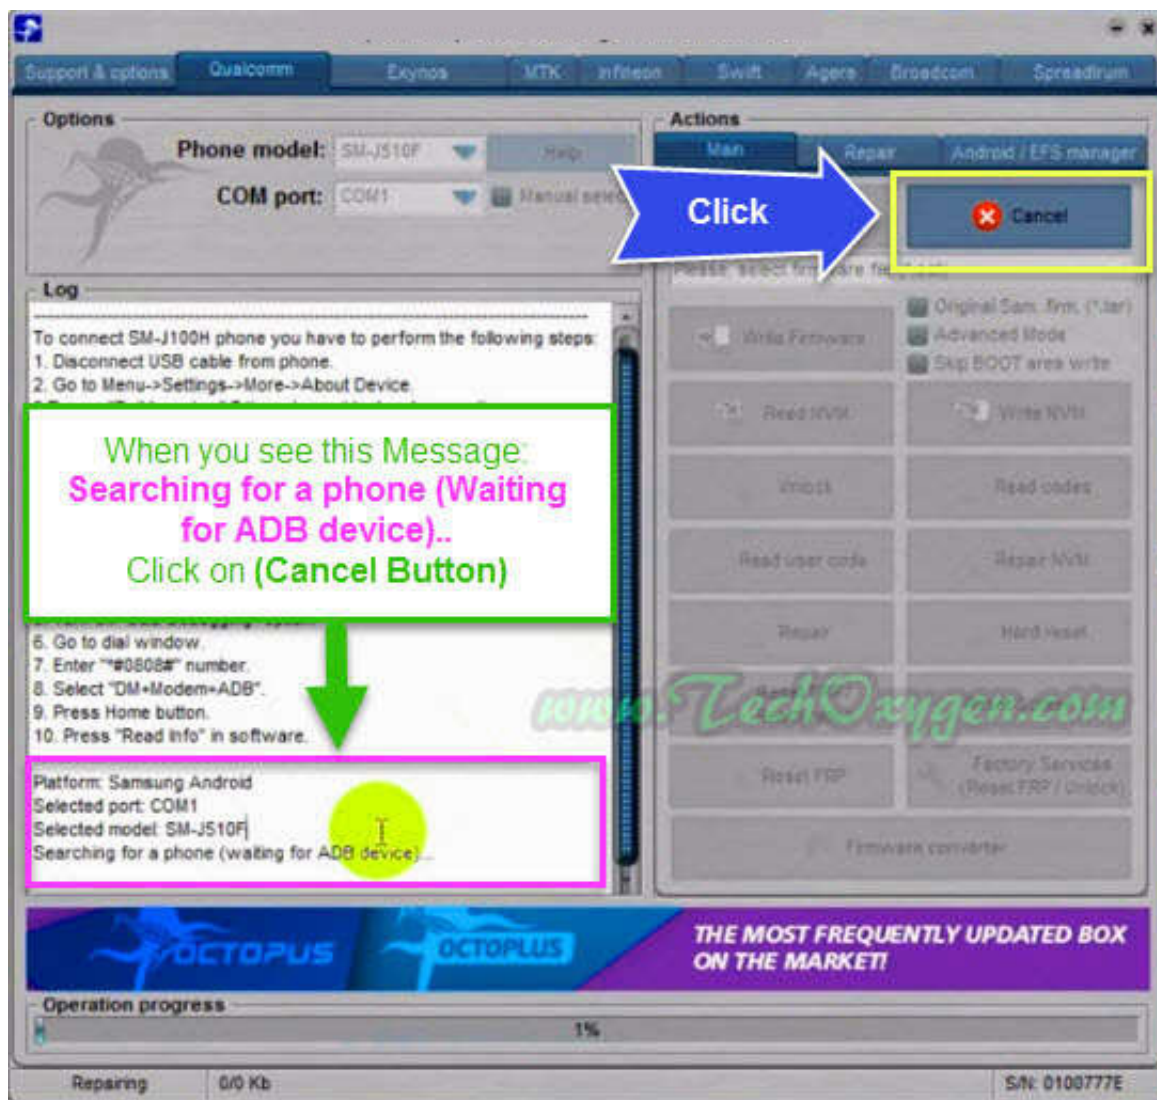 Support & options Qualcomm Exynos MTK Infineon Swift Agere Broadcom Spreadtrum
Options
Phone model: SM-J510F Help
COM port: COM1 Manual select
Actions
Main Repair Android / EFS manager
Click
Cancel
Please, select firmware file
Log
To connect SM-J100H phone you have to perform the following steps:
1. Disconnect USB cable from phone.
2. Go to Menu->Settings->More->About Device.
When you see this Message:
Searching for a phone (Waiting
for ADB device)..
Click on (Cancel Button)
6. Go to dial window.
7. Enter "*#0808#" number.
8. Select "DM+Modem+ADB".
9. Press Home button.
10. Press "Read Info" in software.
Platform: Samsung Android
Selected port: COM1
Selected model: SM-J510F
Searching for a phone (waiting for ADB device)...
Original Sam. firm. (*.tar)
Write Firmware Advanced Mode
Skip BOOT area write
Read NVM Write NVM
Unlock Read codes
Read user code Repair NVM
Repair Hard reset
www.TechOxygen.com
Reset FRP Factory Services
(Reset FRP / Unlock)
Firmware converter
OCTOPUS OCTOPLUS
THE MOST FREQUENTLY UPDATED BOX
ON THE MARKET!
Operation progress
1%
Repairing 0/0 Kb S/N: 0100777E